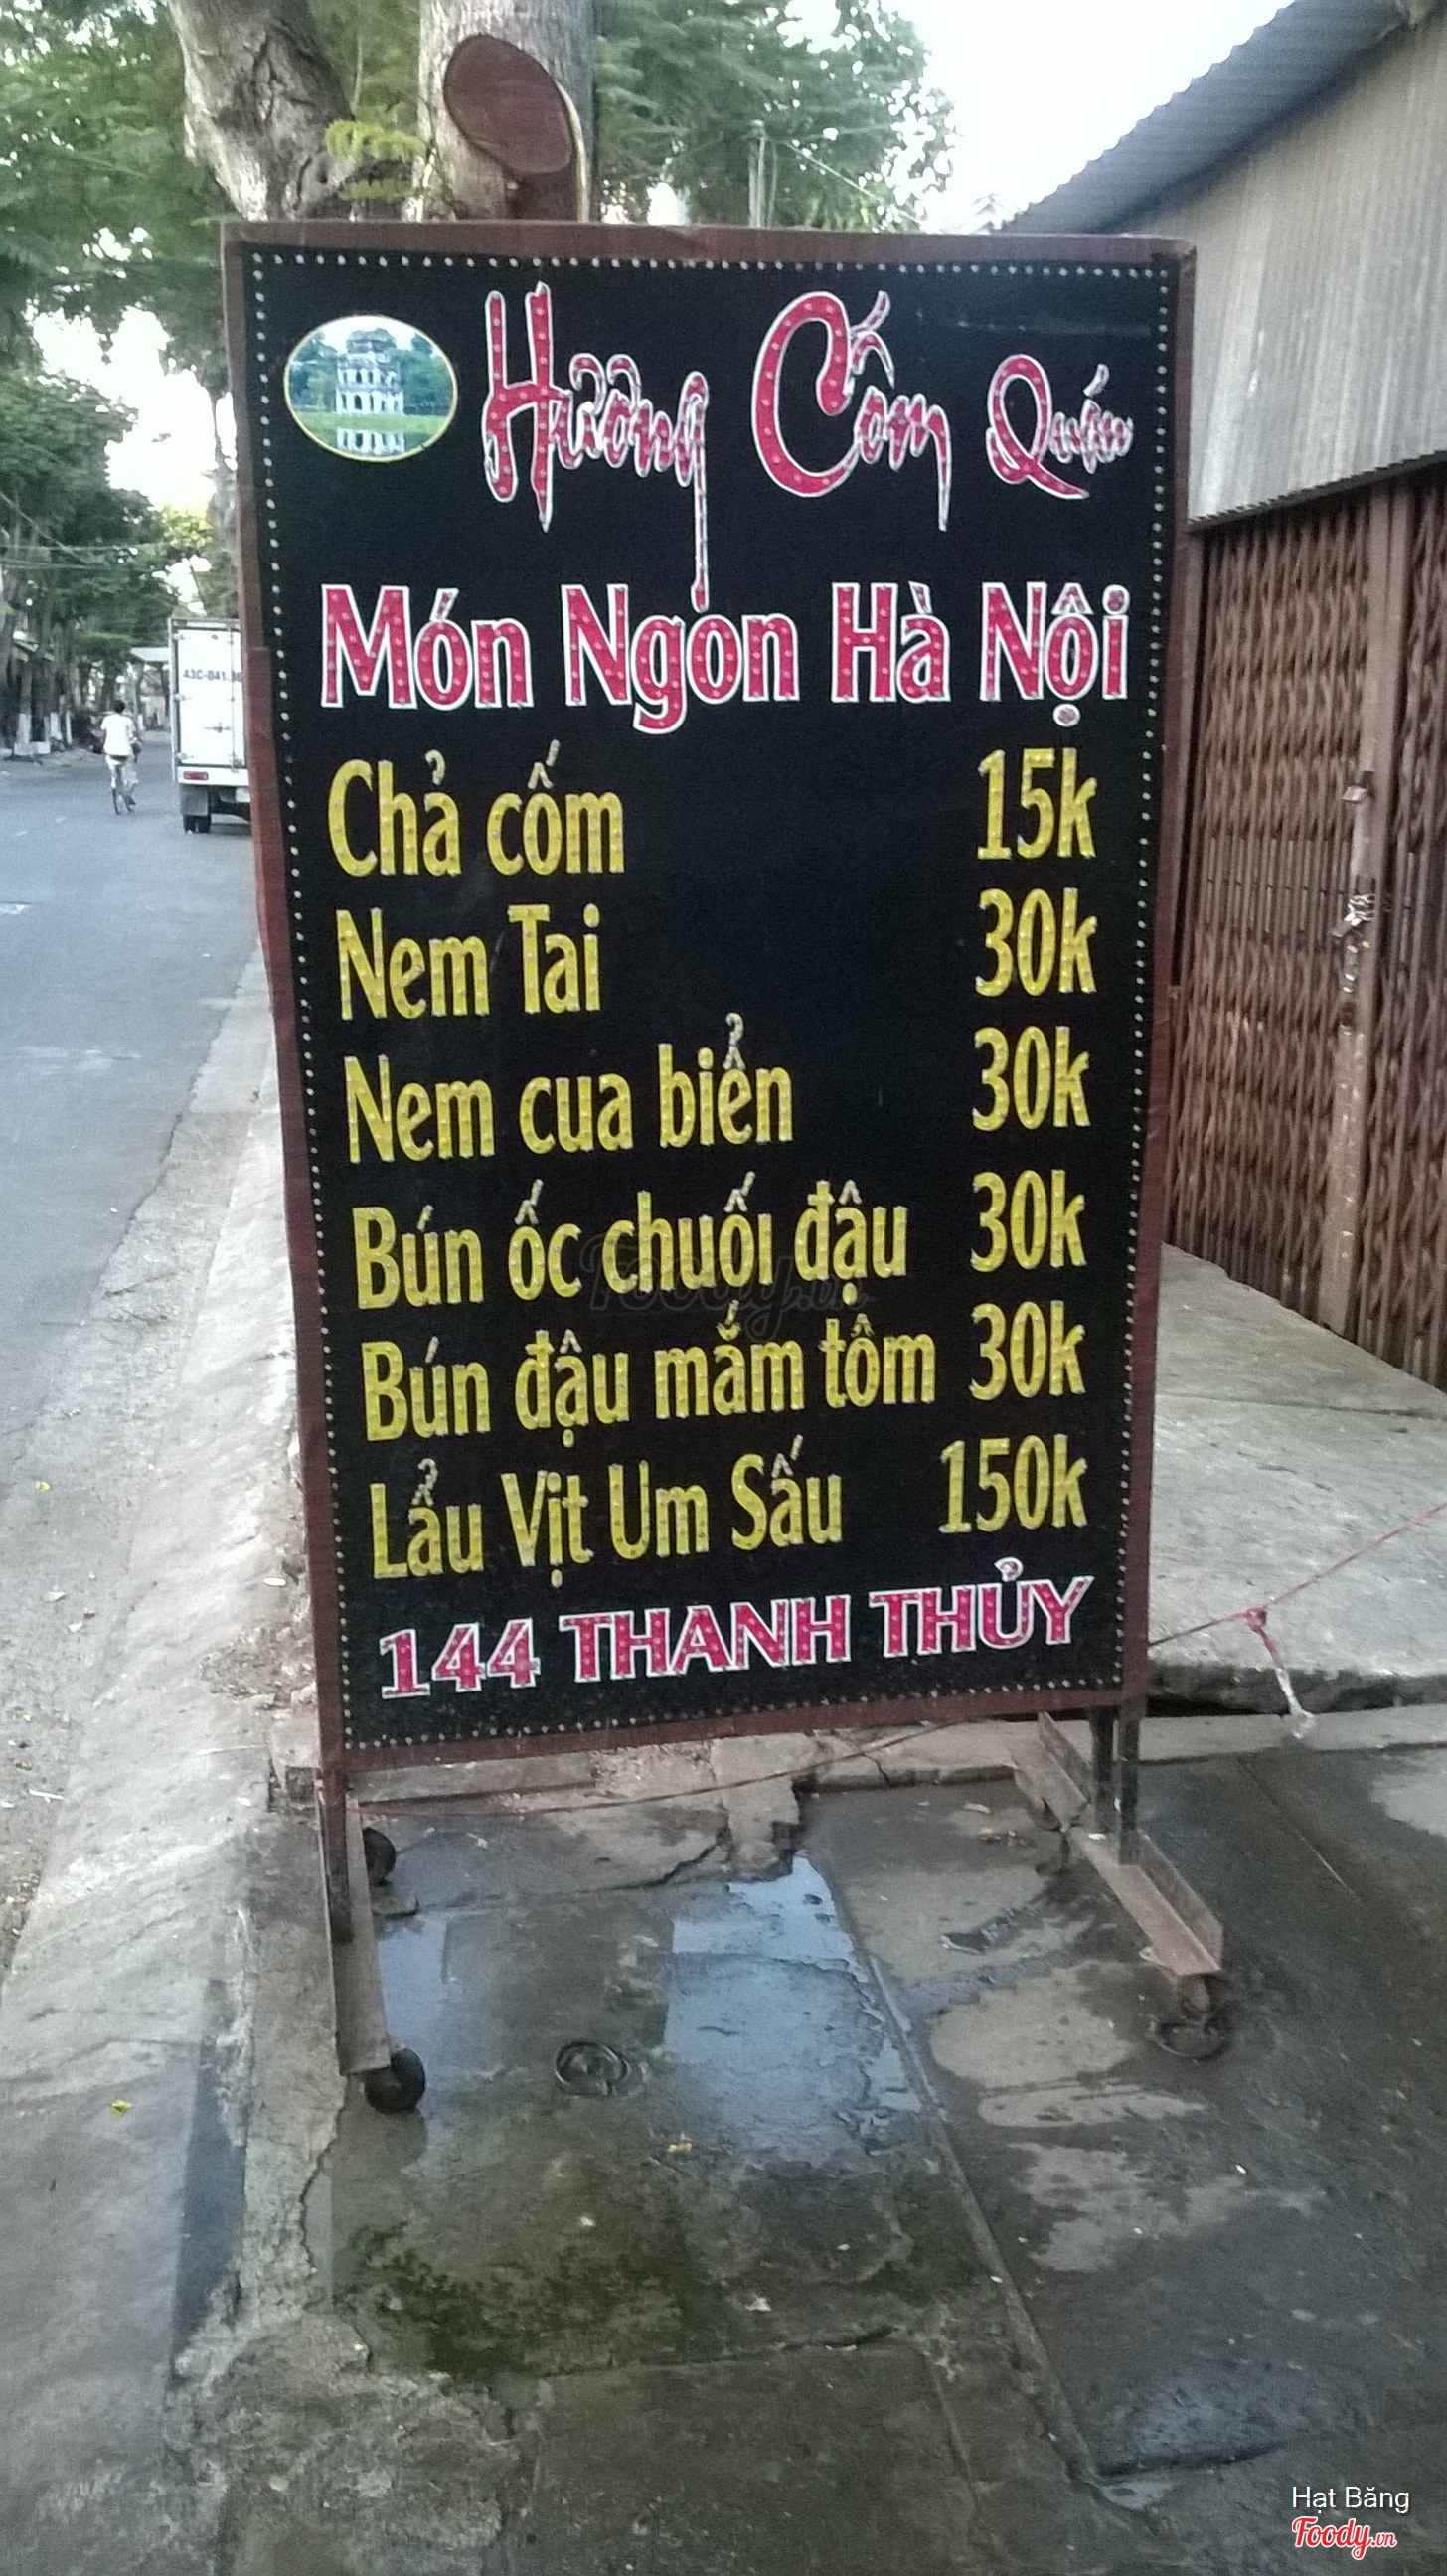 Hương Cốm Quán
Món Ngon Hà Nội
Chả cốm 15k
Nem Tai 30k
Nem cua biển 30k
Bún ốc chuối đậu 30k
Bún đậu mắm tôm 30k
Lẩu Vịt Um Sấu 150k
144 THANH THỦY
Foody.vn
Hạt Băng
Foody.vn